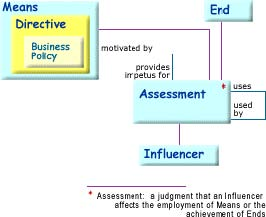 Means
End
Directive
Business
Policy
motivated by
provides
impetus for
* uses
Assessment
used
by
Influencer
* Assessment: a judgment that an Influencer
affects the employment of Means or the
achievement of Ends